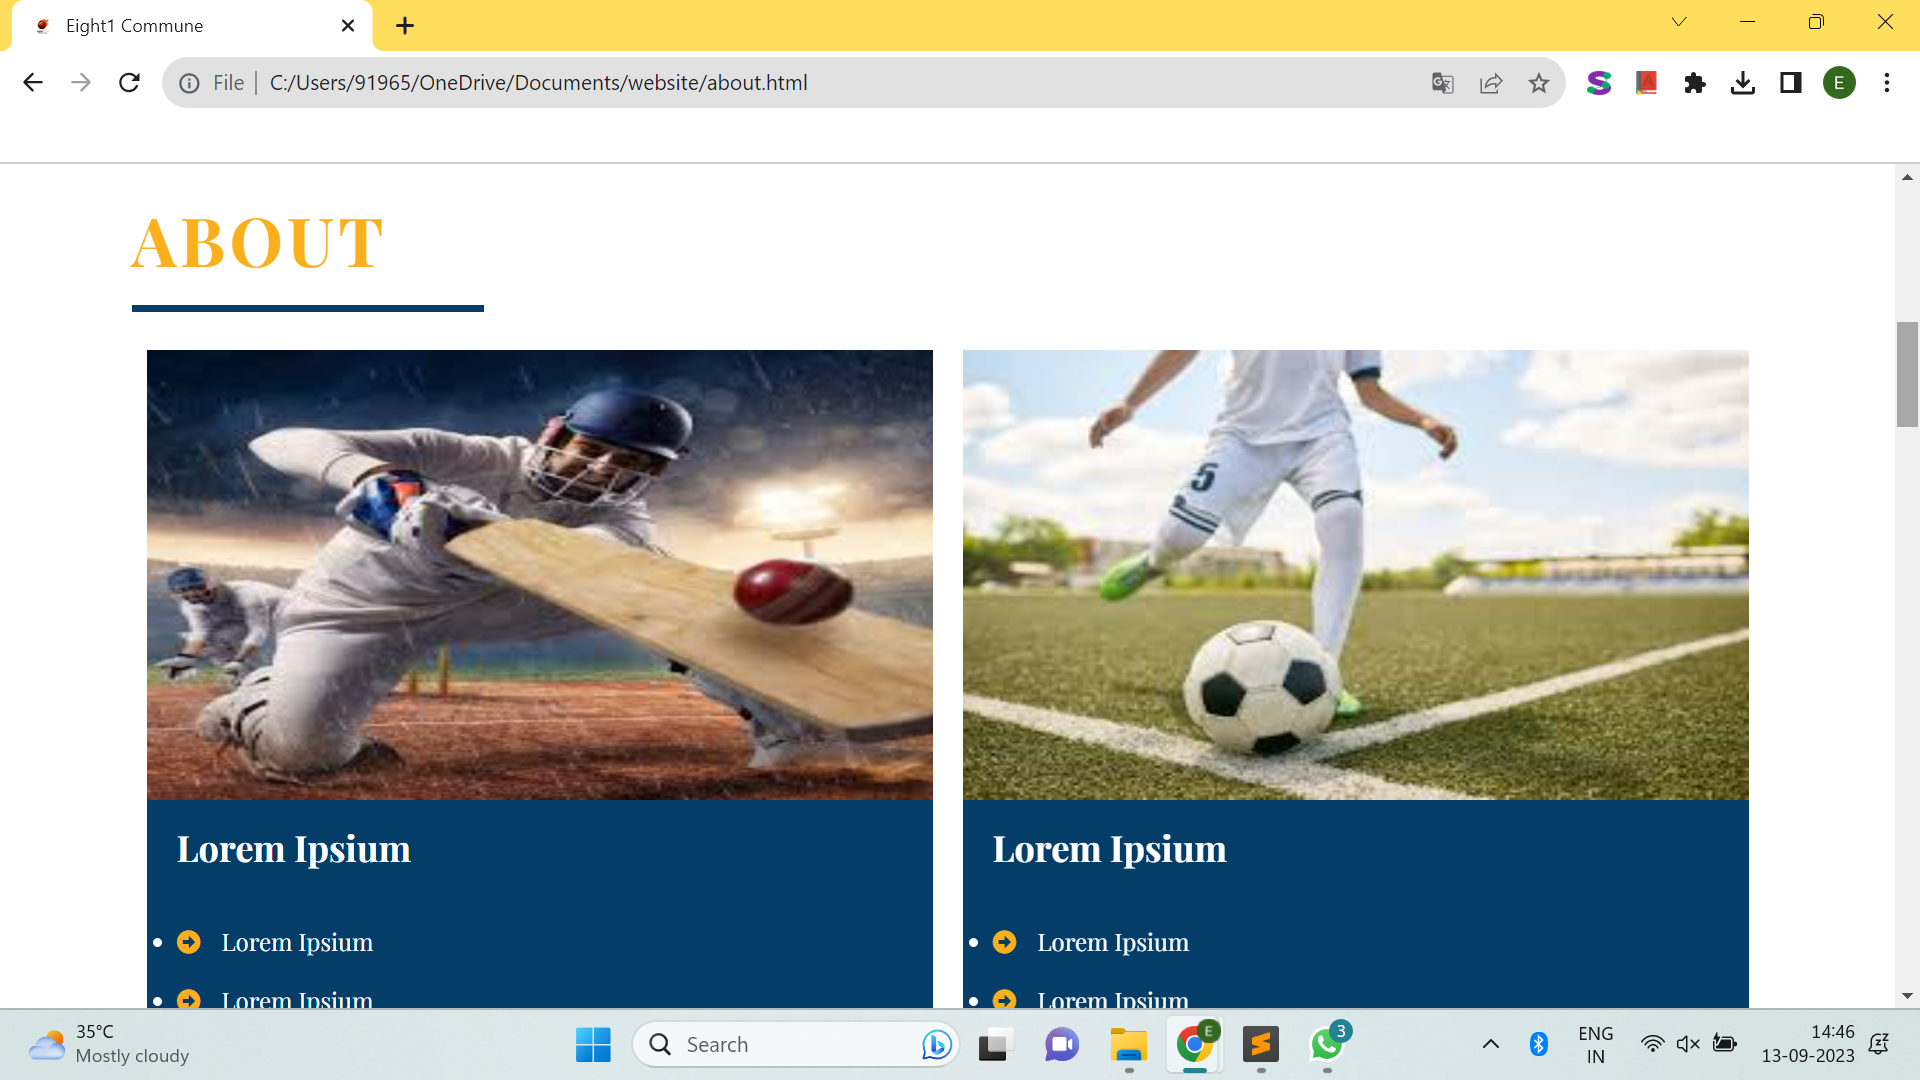 Eight1 Commune
File
C:/Users/91965/OneDrive/Documents/website/about.html
E
ABOUT
5
Lorem Ipsium
Lorem Ipsium
Lorem Ipsium
Lorem Ipsium
Lorem Ipsium
Lorem Ipsium
35°C
Mostly cloudy
Search
E
3
ENG
IN
14:46
13-09-2023